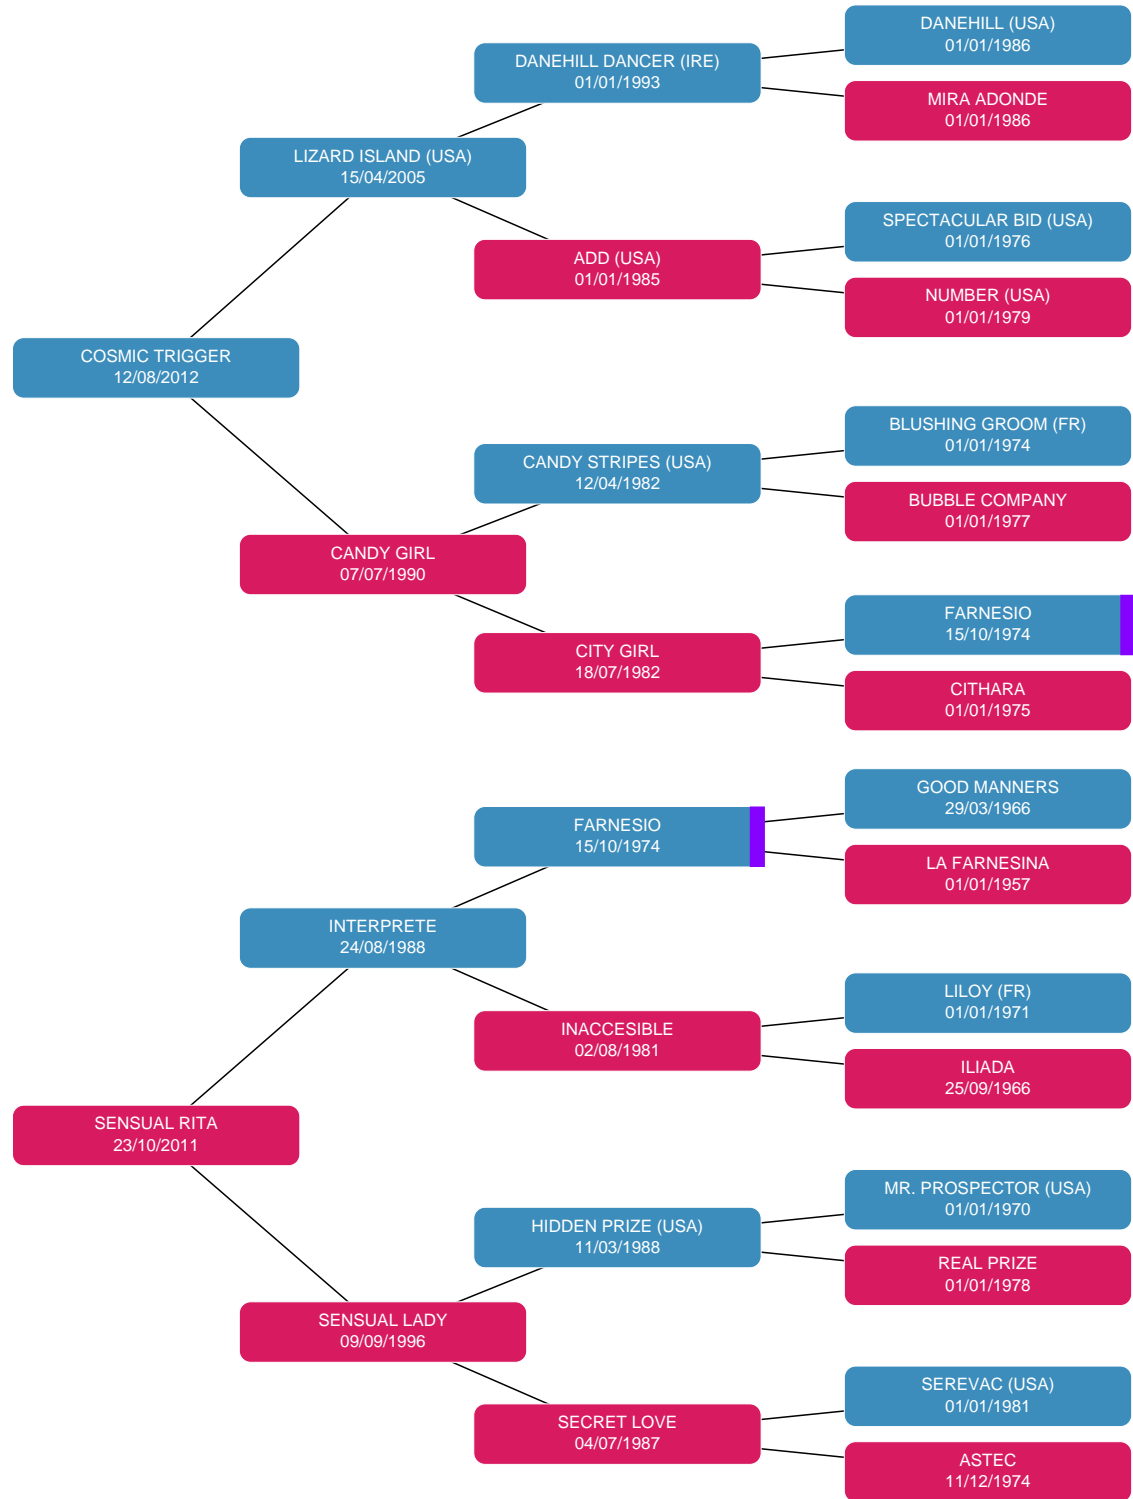 DANEHILL (USA)
01/01/1986
DANEHILL DANCER (IRE)
01/01/1993
MIRA ADONDE
01/01/1986
LIZARD ISLAND (USA)
15/04/2005
SPECTACULAR BID (USA)
01/01/1976
ADD (USA)
01/01/1985
NUMBER (USA)
01/01/1979
COSMIC TRIGGER
12/08/2012
BLUSHING GROOM (FR)
01/01/1974
CANDY STRIPES (USA)
12/04/1982
BUBBLE COMPANY
01/01/1977
CANDY GIRL
07/07/1990
FARNESIO
15/10/1974
CITY GIRL
18/07/1982
CITHARA
01/01/1975
GOOD MANNERS
29/03/1966
FARNESIO
15/10/1974
LA FARNESINA
01/01/1957
INTERPRETE
24/08/1988
LILOY (FR)
01/01/1971
INACCESIBLE
02/08/1981
ILIADA
25/09/1966
SENSUAL RITA
23/10/2011
MR. PROSPECTOR (USA)
01/01/1970
HIDDEN PRIZE (USA)
11/03/1988
REAL PRIZE
01/01/1978
SENSUAL LADY
09/09/1996
SEREVAC (USA)
01/01/1981
SECRET LOVE
04/07/1987
ASTEC
11/12/1974